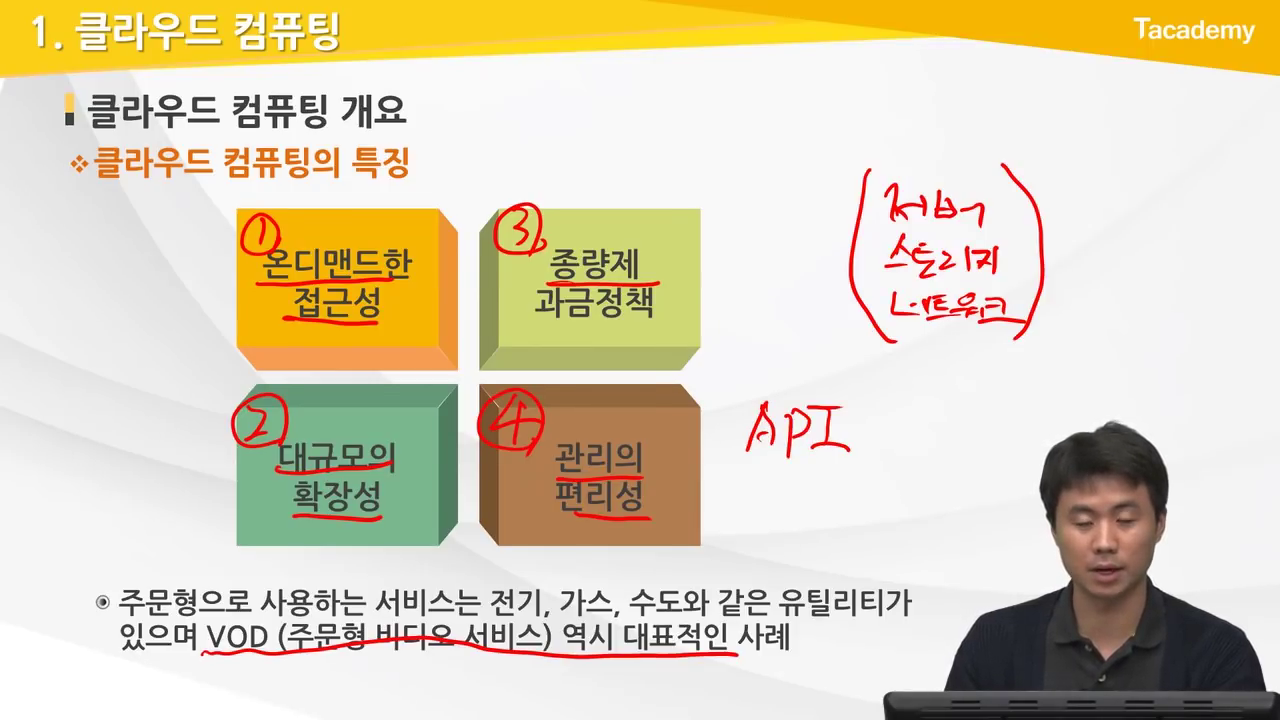 1. 클라우드 컴퓨팅
Tacademy
클라우드 컴퓨팅 개요
클라우드 컴퓨팅의 특징
①
온디맨드한
접근성
③
종량제
과금정책
②
대규모의
확장성
④
관리의
편리성
서버
스토리지
네트워크
API
주문형으로 사용하는 서비스는 전기, 가스, 수도와 같은 유틸리티가
있으며 VOD (주문형 비디오 서비스) 역시 대표적인 사례